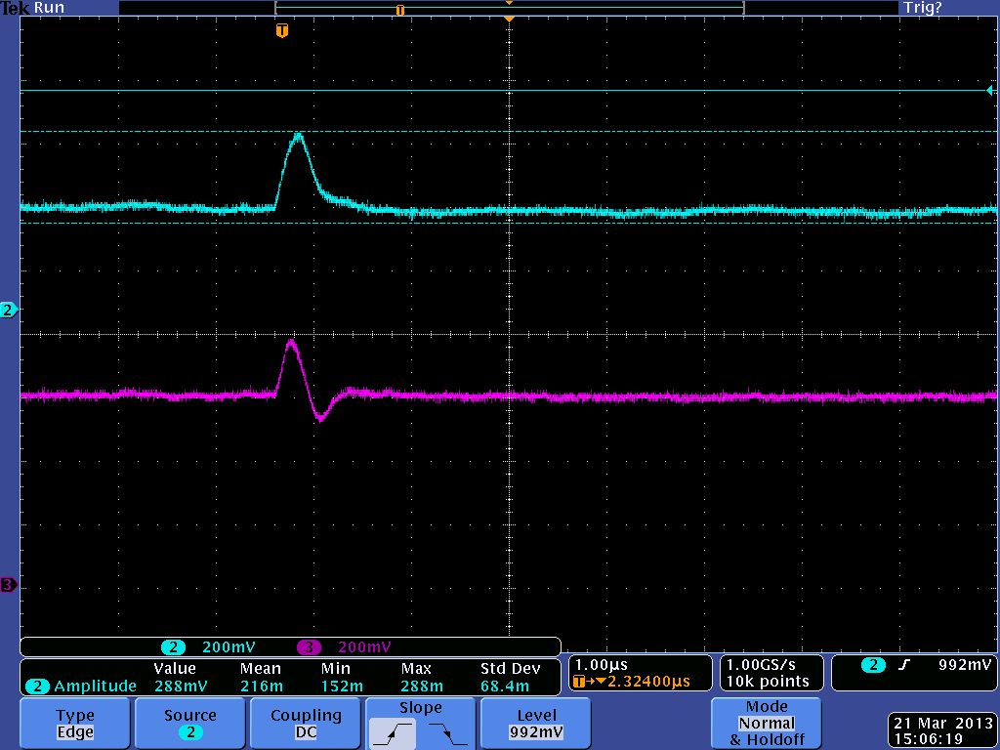 Tek Run Trig?
T
T
2
3
2 200mV 3 200mV
Value Mean Min Max Std Dev
2 Amplitude 288mV 216m 152m 288m 68.4m
1.00µs
T→▼2.32400µs
1.00GS/s
10k points
2 992mV
Type
Edge
Source
2
Coupling
DC
Slope
Level
992mV
Mode
Normal
& Holdoff
21 Mar 2013
15:06:19